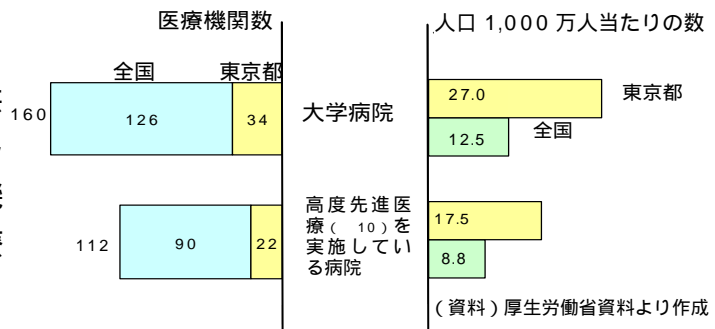 医療機関数
人口 1,000 万人当たりの数
全国
東京都
160
126
34
大学病院
27.0
東京都
12.5
全国
112
90
22
高度先進医
療（ 10）を
実施してい
る病院
17.5
8.8
（資料）厚生労働省資料より作成